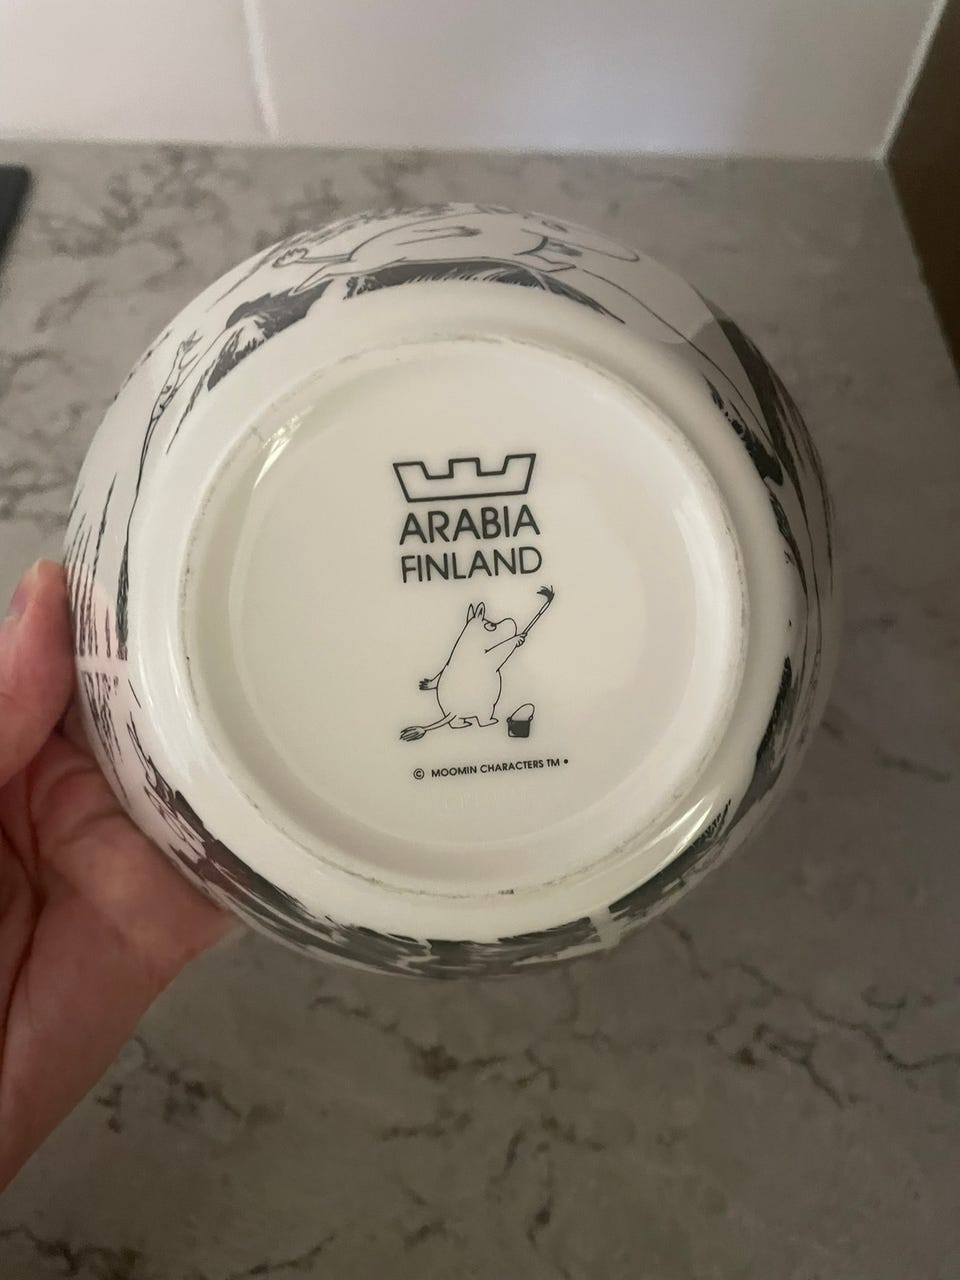 ARABIA
FINLAND
© MOOMIN CHARACTERS TM •